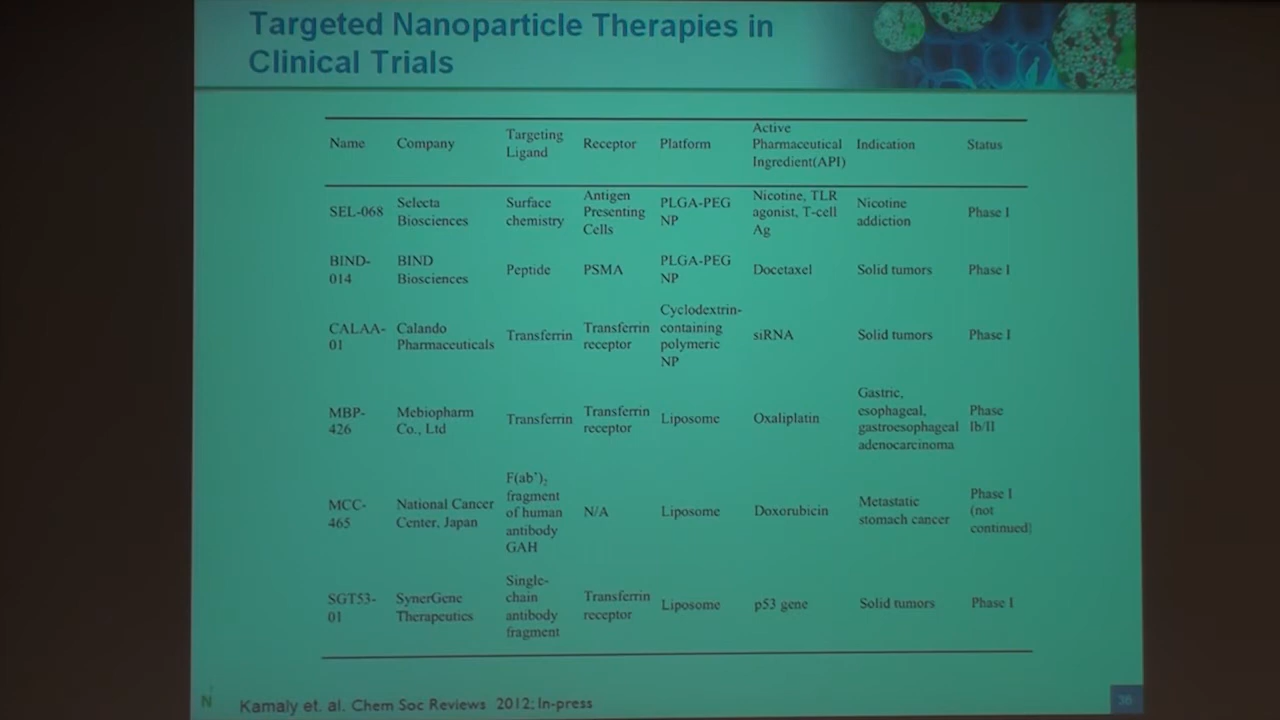 Targeted Nanoparticle Therapies in
Clinical Trials
Name Company Targeting Ligand Receptor Platform Active Pharmaceutical Ingredient(API) Indication Status
SEL-068 Selecta Biosciences Surface chemistry Antigen Presenting Cells PLGA-PEG NP Nicotine, TLR agonist, T-cell Ag Nicotine addiction Phase I
BIND-014 BIND Biosciences Peptide PSMA PLGA-PEG NP Docetaxel Solid tumors Phase I
CALAA-01 Calando Pharmaceuticals Transferrin Transferrin receptor Cyclodextrin-containing polymeric NP siRNA Solid tumors Phase I
MBP-426 Mebiopharm Co., Ltd Transferrin Transferrin receptor Liposome Oxaliplatin Gastric, esophageal, gastroesophageal adenocarcinoma Phase Ib/II
MCC-465 National Cancer Center, Japan F(ab')₂ fragment of human antibody GAH N/A Liposome Doxorubicin Metastatic stomach cancer Phase I (not continued)
SGT53-01 SynerGene Therapeutics Single-chain antibody fragment Transferrin receptor Liposome p53 gene Solid tumors Phase I
N
Kamaly et. al. Chem Soc Reviews 2012; In-press
36